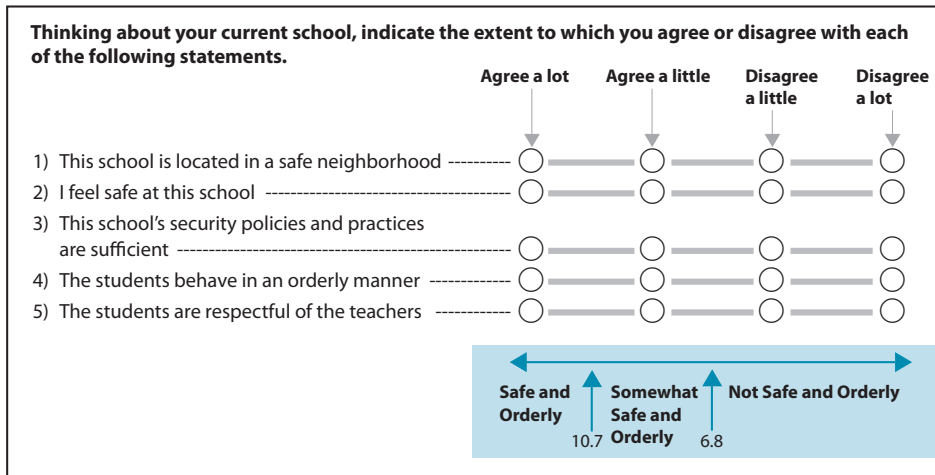 Thinking about your current school, indicate the extent to which you agree or disagree with each
of the following statements.
Agree a lot Agree a little Disagree a little Disagree a lot
1) This school is located in a safe neighborhood ----------
2) I feel safe at this school
3) This school’s security policies and practices
are sufficient
4) The students behave in an orderly manner
5) The students are respectful of the teachers
Safe and Orderly
Somewhat Safe and Orderly
Not Safe and Orderly
10.7
6.8